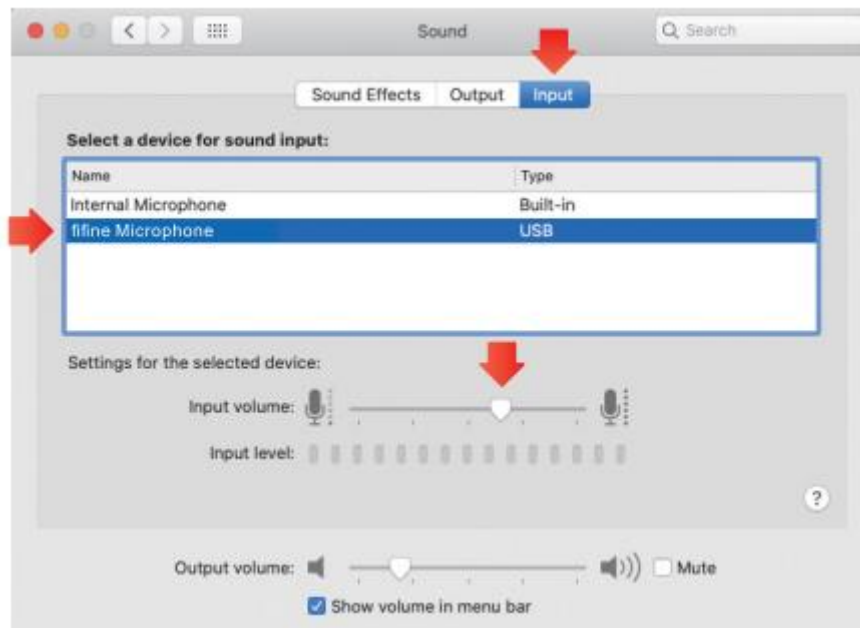 Sound
Search
Sound Effects Output Input
Select a device for sound input:
Name Type
Internal Microphone Built-in
fifine Microphone USB
Settings for the selected device:
Input volume:
Input level:
?
Output volume: Mute
Show volume in menu bar